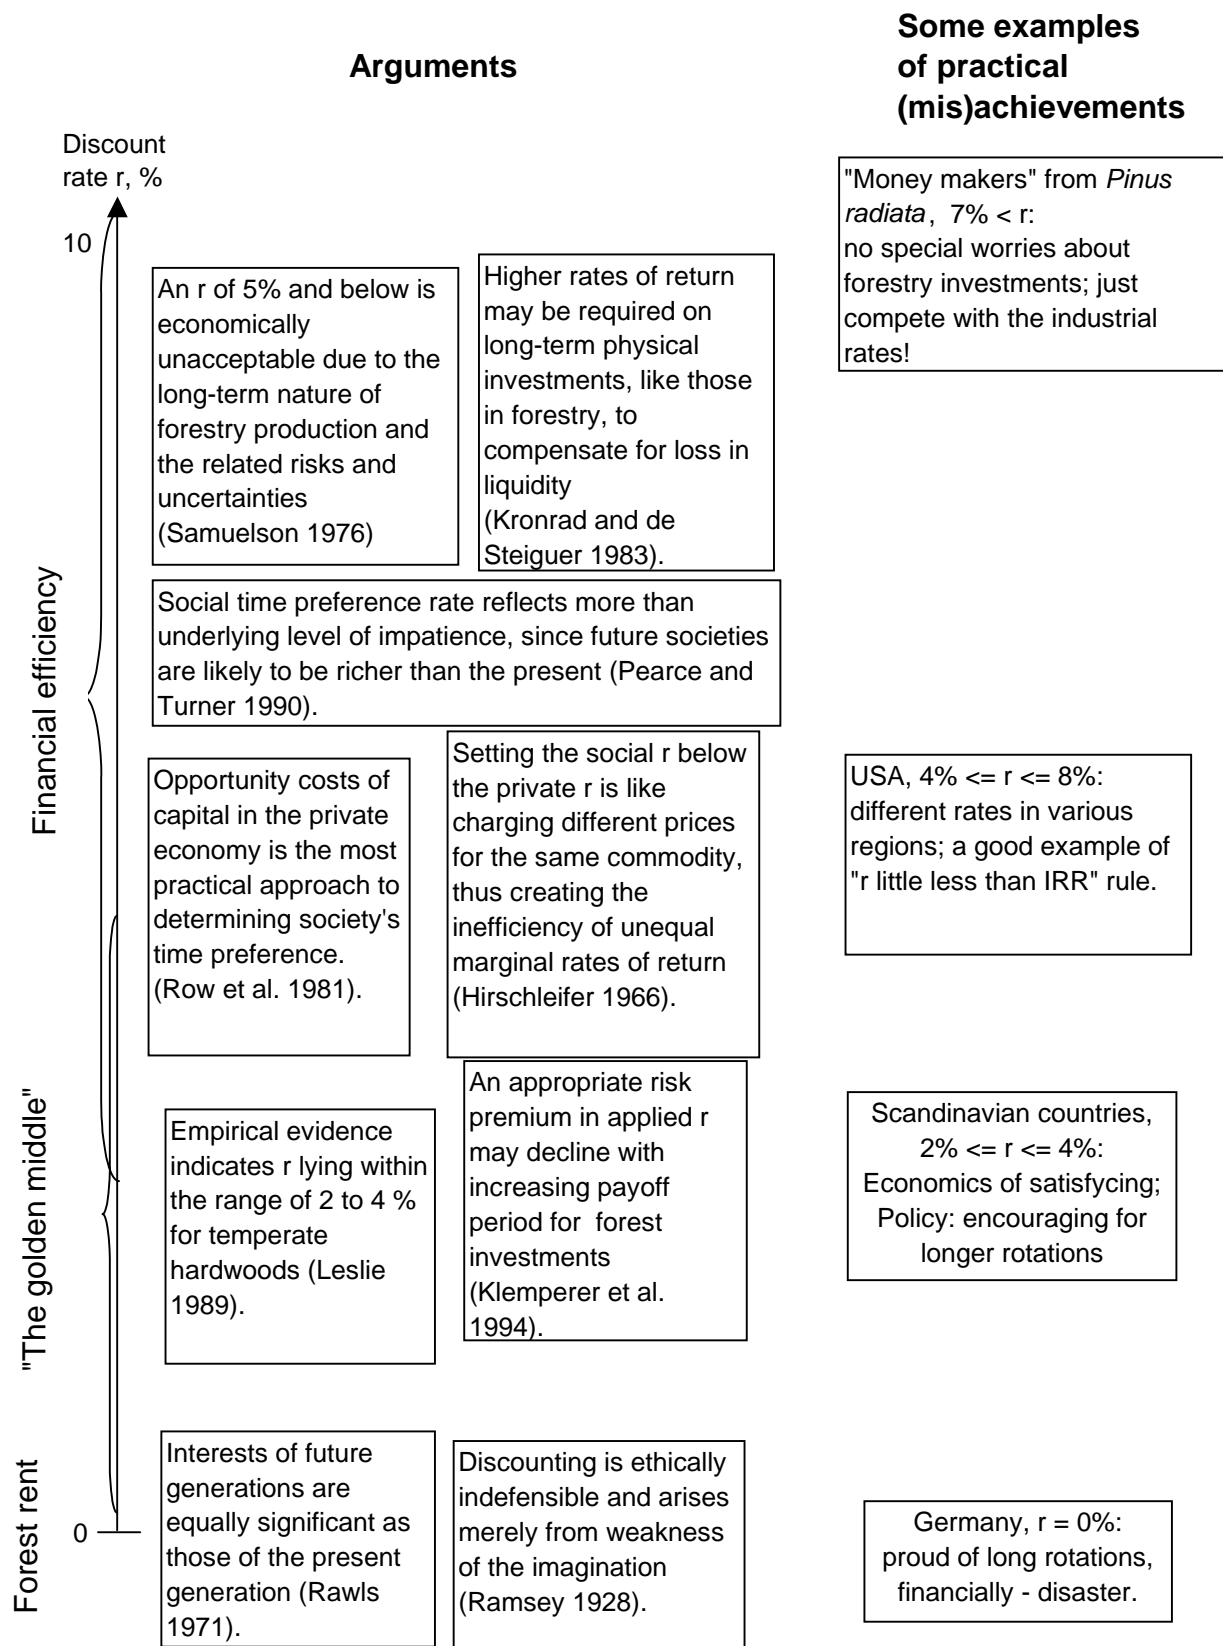 Arguments
Some examples
of practical
(mis)achievements
Discount
rate r, %
10
"Money makers" from Pinus
radiata, 7% < r:
no special worries about
forestry investments; just
compete with the industrial
rates!
An r of 5% and below is
economically
unacceptable due to the
long-term nature of
forestry production and
the related risks and
uncertainties
(Samuelson 1976)
Higher rates of return
may be required on
long-term physical
investments, like those
in forestry, to
compensate for loss in
liquidity
(Kronrad and de
Steiguer 1983).
Financial efficiency
Social time preference rate reflects more than
underlying level of impatience, since future societies
are likely to be richer than the present (Pearce and
Turner 1990).
Opportunity costs of
capital in the private
economy is the most
practical approach to
determining society's
time preference.
(Row et al. 1981).
Setting the social r below
the private r is like
charging different prices
for the same commodity,
thus creating the
inefficiency of unequal
marginal rates of return
(Hirschleifer 1966).
USA, 4% <= r <= 8%:
different rates in various
regions; a good example of
"r little less than IRR" rule.
"The golden middle"
Empirical evidence
indicates r lying within
the range of 2 to 4 %
for temperate
hardwoods (Leslie
1989).
An appropriate risk
premium in applied r
may decline with
increasing payoff
period for forest
investments
(Klemperer et al.
1994).
Scandinavian countries,
2% <= r <= 4%:
Economics of satisfycing;
Policy: encouraging for
longer rotations
Forest rent
0
Interests of future
generations are
equally significant as
those of the present
generation (Rawls
1971).
Discounting is ethically
indefensible and arises
merely from weakness
of the imagination
(Ramsey 1928).
Germany, r = 0%:
proud of long rotations,
financially - disaster.